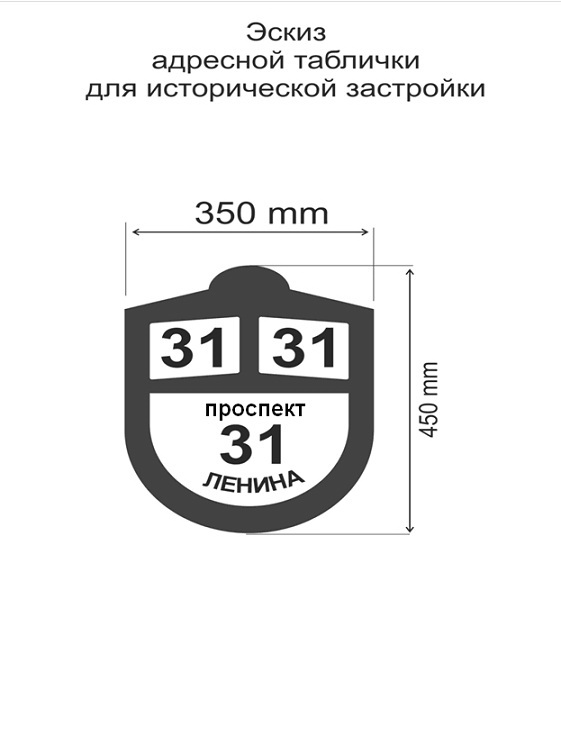 Эскиз
адресной таблички
для исторической застройки
350 mm
31 31
450 mm
проспект
31
ЛЕНИНА